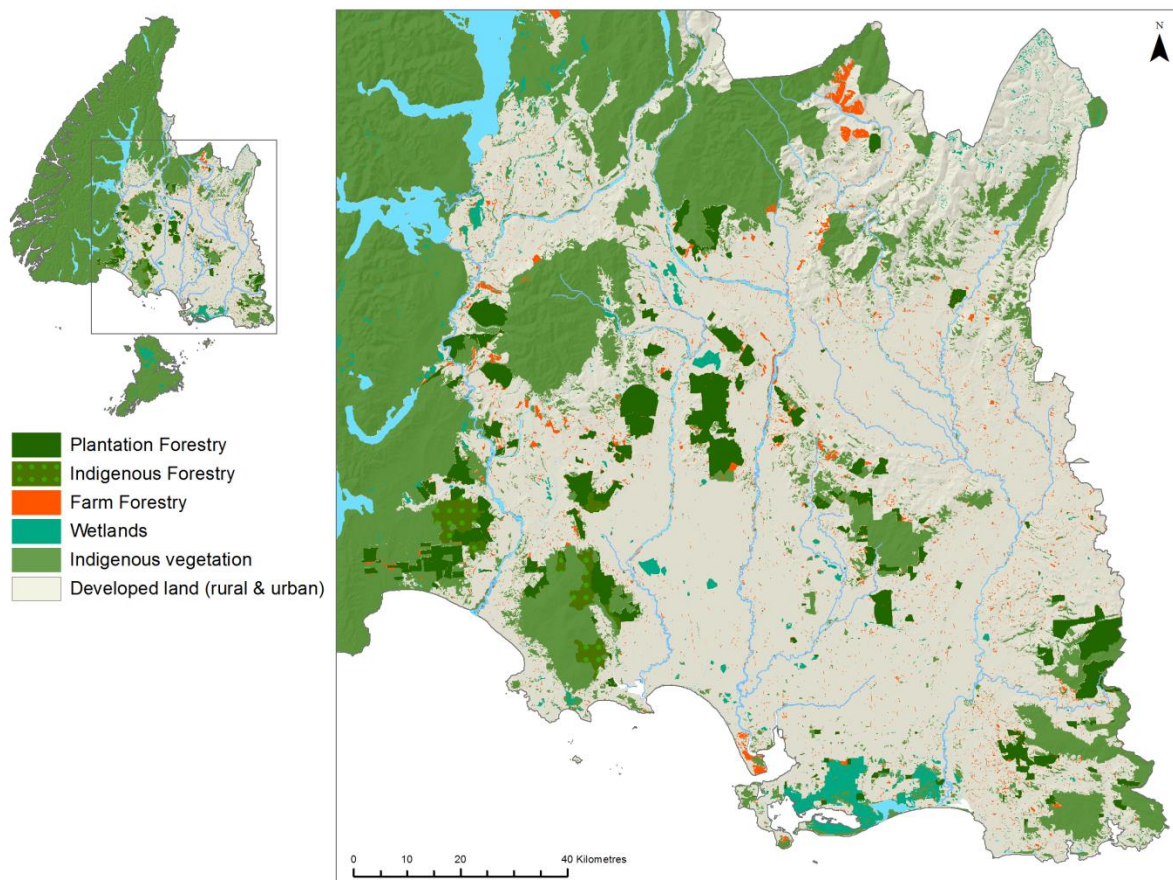 N
Plantation Forestry
Indigenous Forestry
Farm Forestry
Wetlands
Indigenous vegetation
Developed land (rural & urban)
0 10 20 40 Kilometres